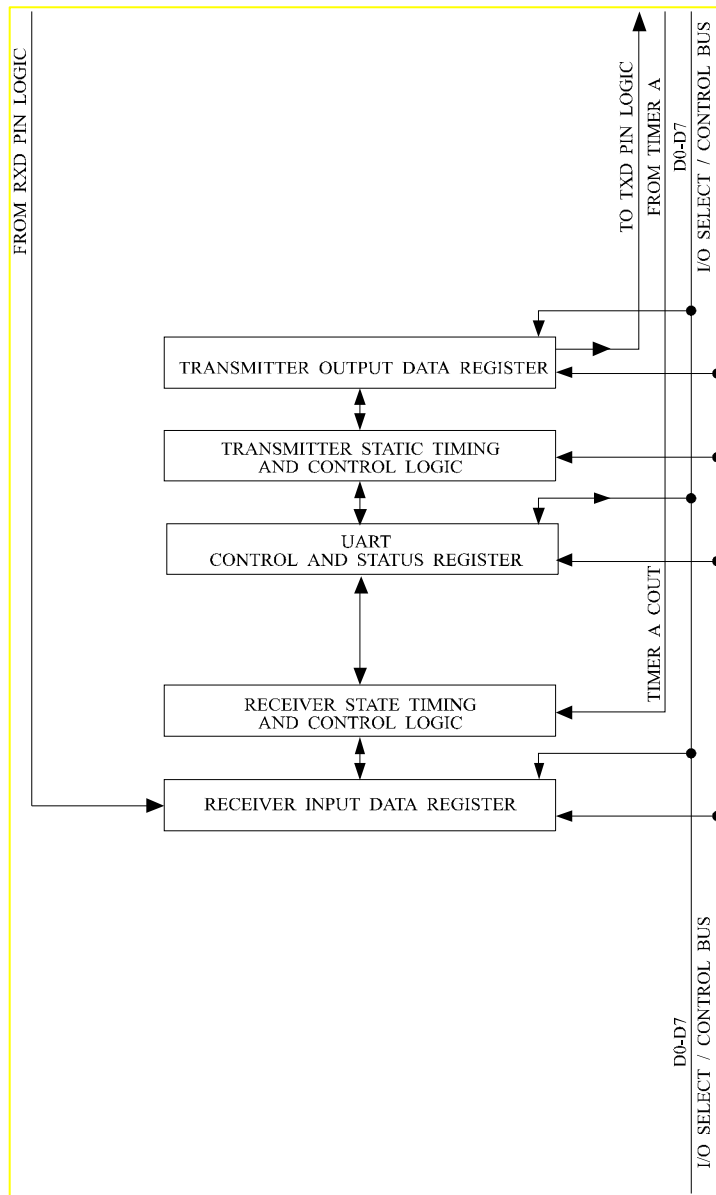 FROM RXD PIN LOGIC
TO TXD PIN LOGIC
FROM TIMER A
D0-D7
I/O SELECT / CONTROL BUS
TRANSMITTER OUTPUT DATA REGISTER
TRANSMITTER STATIC TIMING
AND CONTROL LOGIC
UART
CONTROL AND STATUS REGISTER
TIMER A COUT
RECEIVER STATE TIMING
AND CONTROL LOGIC
RECEIVER INPUT DATA REGISTER
D0-D7
I/O SELECT / CONTROL BUS